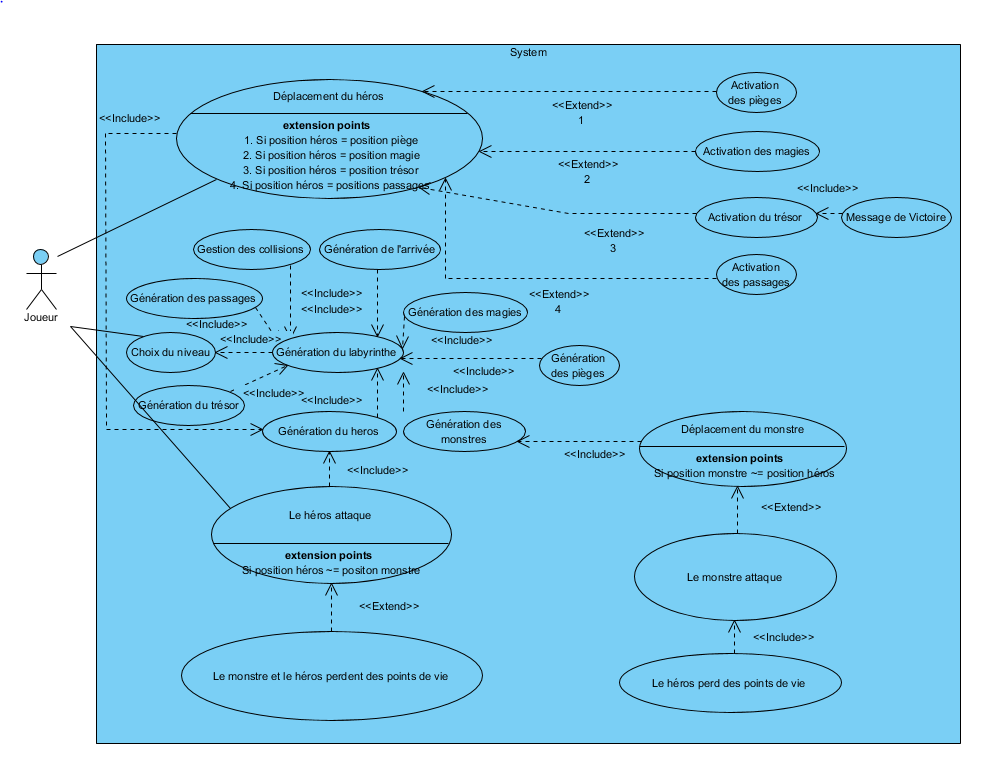 System
Déplacement du héros
extension points
1. Si position héros = position piège
2. Si position héros = position magie
3. Si position héros = position trésor
4. Si position héros = positions passages
<<Include>>
Activation
des pièges
<<Extend>>
1
Activation des magies
<<Extend>>
2
<<Include>>
Activation du trésor
Message de Victoire
<<Extend>>
3
Activation
des passages
<<Extend>>
4
Joueur
Gestion des collisions
Génération de l'arrivée
Génération des passages
<<Include>>
<<Include>>
Génération des magies
<<Include>>
<<Include>>
<<Include>>
Choix du niveau
Génération du labyrinthe
Génération
des pièges
<<Include>>
<<Include>>
<<Include>>
<<Include>>
Génération du trésor
Génération du heros
Génération des
monstres
<<Include>>
Déplacement du monstre
extension points
Si position monstre ~= position héros
<<Include>>
<<Extend>>
Le héros attaque
extension points
Si position héros ~= positon monstre
Le monstre attaque
<<Extend>>
<<Include>>
Le monstre et le héros perdent des points de vie
Le héros perd des points de vie